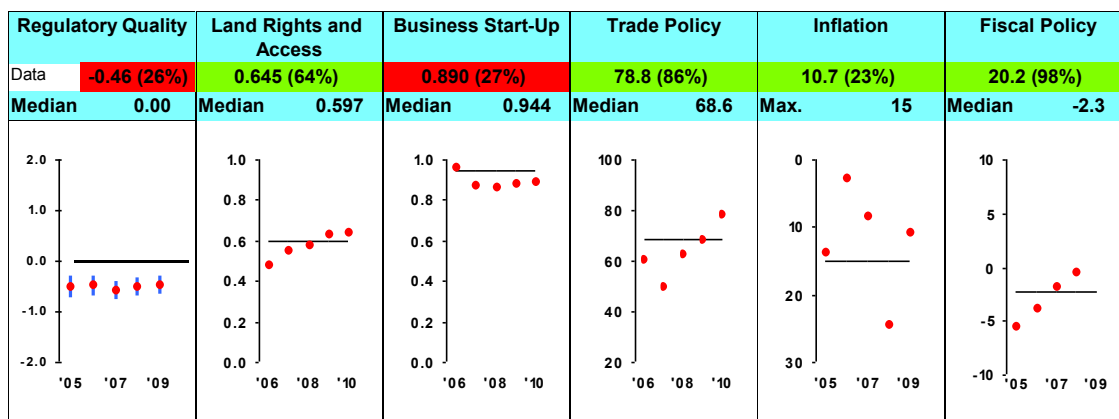 Regulatory Quality
Land Rights and
Access
Business Start-Up
Trade Policy
Inflation
Fiscal Policy
Data -0.46 (26%)
0.645 (64%)
0.890 (27%)
78.8 (86%)
10.7 (23%)
20.2 (98%)
Median 0.00
Median 0.597
Median 0.944
Median 68.6
Max. 15
Median -2.3
2.0
1.0
0.0
-1.0
-2.0
'05 '07 '09
1.0
0.8
0.6
0.4
0.2
0.0
'06 '08 '10
1.0
0.8
0.6
0.4
0.2
0.0
'06 '08 '10
100
80
60
40
20
'06 '08 '10
0
10
20
30
'05 '07 '09
10
5
0
-5
-10
'05 '07 '09